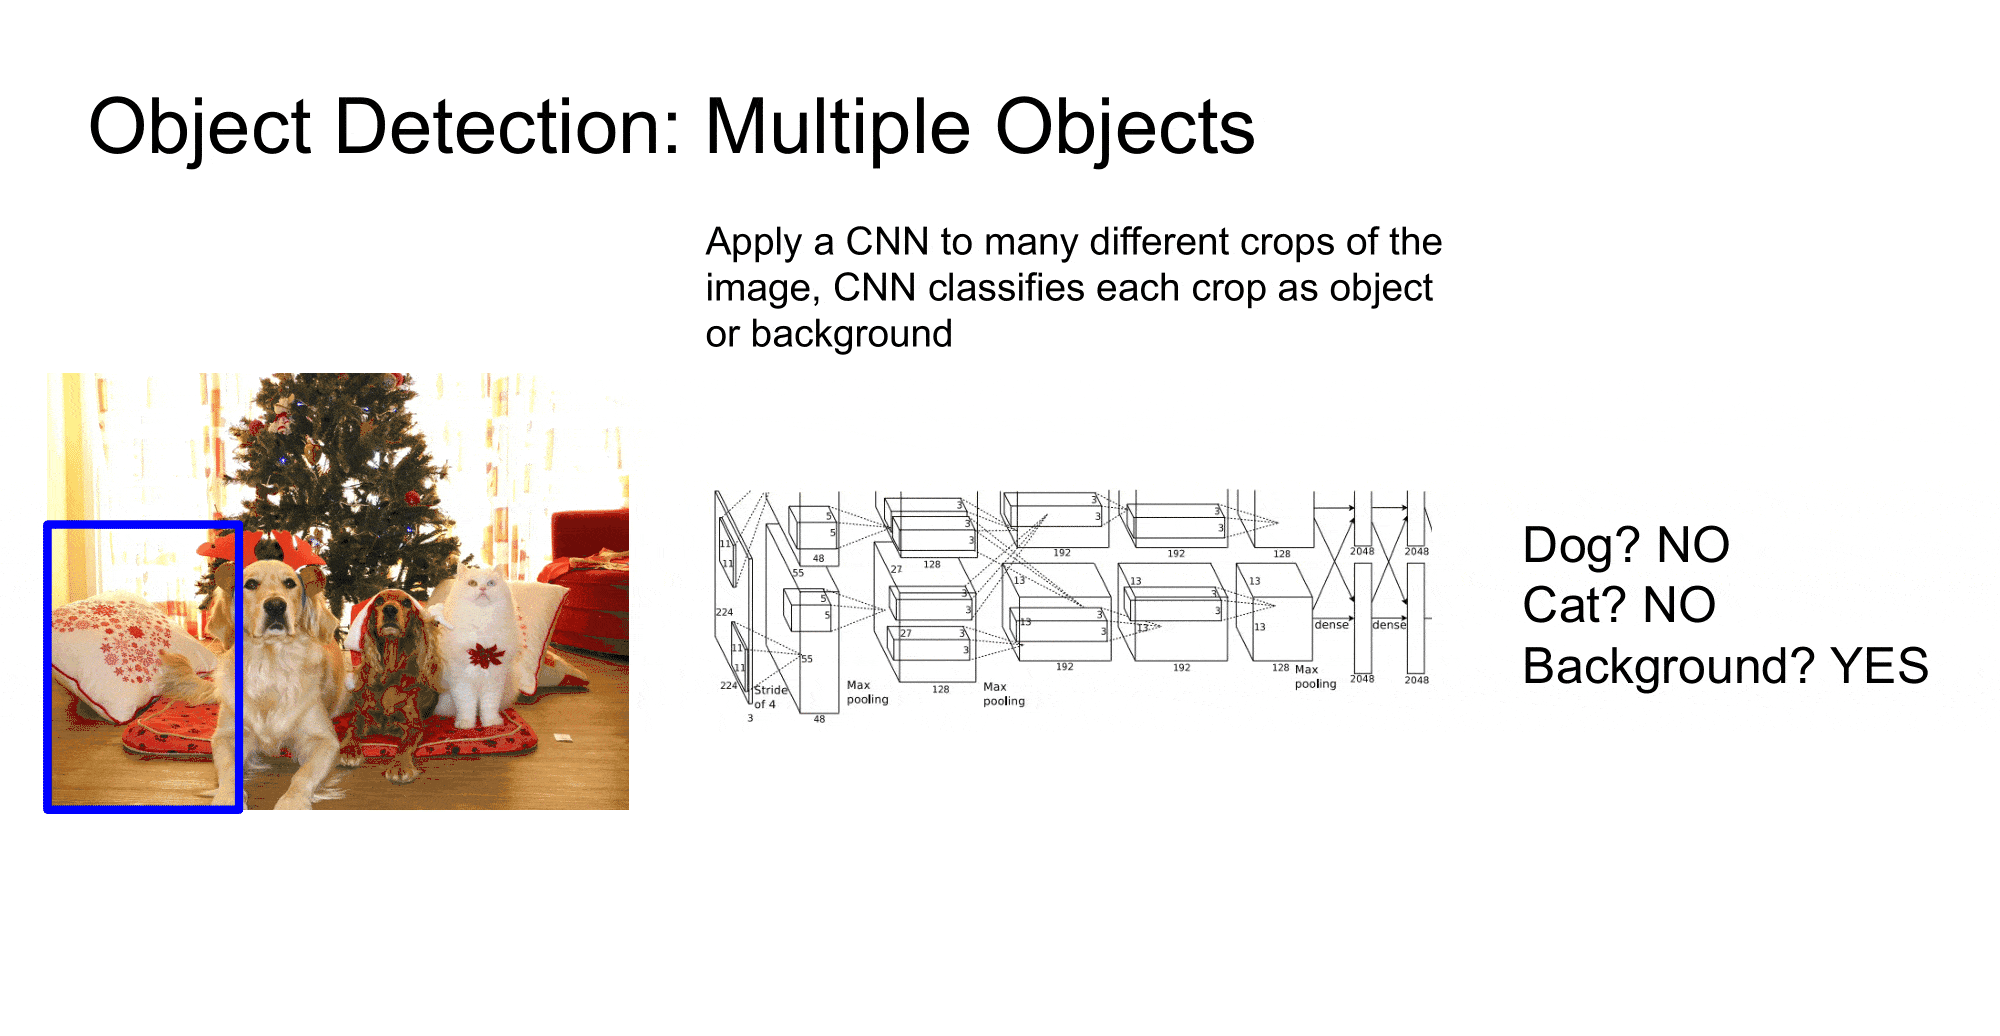 Object Detection: Multiple Objects
Apply a CNN to many different crops of the
image, CNN classifies each crop as object
or background
11
11
224
5
5
48
55
3
3
3
128
27
3
3
192
3
3
192
128
2048
2048
11
11
224
3
Stride
of 4
5
5
55
48
Max
pooling
3
3
27
3
3
128
Max
pooling
13
13
3
3
192
13
13
3
3
192
13
13
128
Max
pooling
dense
dense
2048
2048
Dog? NO
Cat? NO
Background? YES